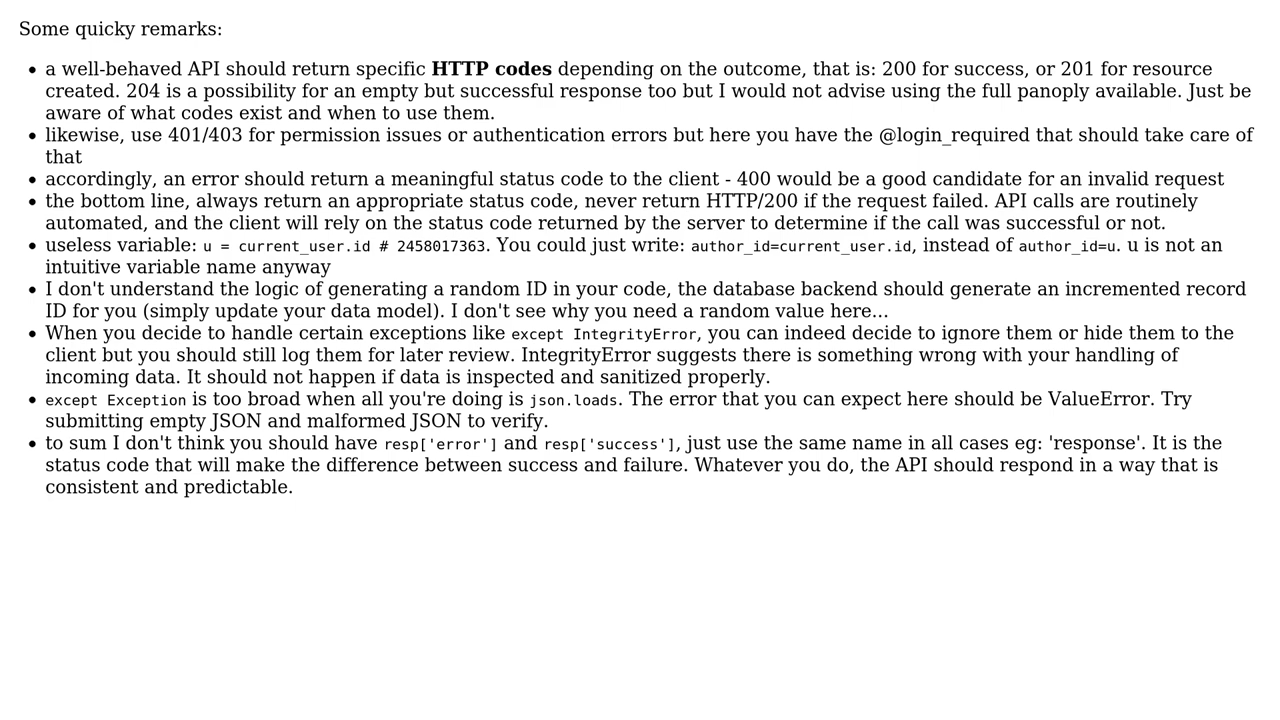 Some quicky remarks:
a well-behaved API should return specific HTTP codes depending on the outcome, that is: 200 for success, or 201 for resource
created. 204 is a possibility for an empty but successful response too but I would not advise using the full panoply available. Just be
aware of what codes exist and when to use them.
likewise, use 401/403 for permission issues or authentication errors but here you have the @login_required that should take care of
that
accordingly, an error should return a meaningful status code to the client - 400 would be a good candidate for an invalid request
the bottom line, always return an appropriate status code, never return HTTP/200 if the request failed. API calls are routinely
automated, and the client will rely on the status code returned by the server to determine if the call was successful or not.
useless variable: u = current_user.id # 2458017363. You could just write: author_id=current_user.id, instead of author_id=u. u is not an
intuitive variable name anyway
I don't understand the logic of generating a random ID in your code, the database backend should generate an incremented record
ID for you (simply update your data model). I don't see why you need a random value here...
When you decide to handle certain exceptions like except IntegrityError, you can indeed decide to ignore them or hide them to the
client but you should still log them for later review. IntegrityError suggests there is something wrong with your handling of
incoming data. It should not happen if data is inspected and sanitized properly.
except Exception is too broad when all you're doing is json.loads. The error that you can expect here should be ValueError. Try
submitting empty JSON and malformed JSON to verify.
to sum I don't think you should have resp['error'] and resp['success'], just use the same name in all cases eg: 'response'. It is the
status code that will make the difference between success and failure. Whatever you do, the API should respond in a way that is
consistent and predictable.